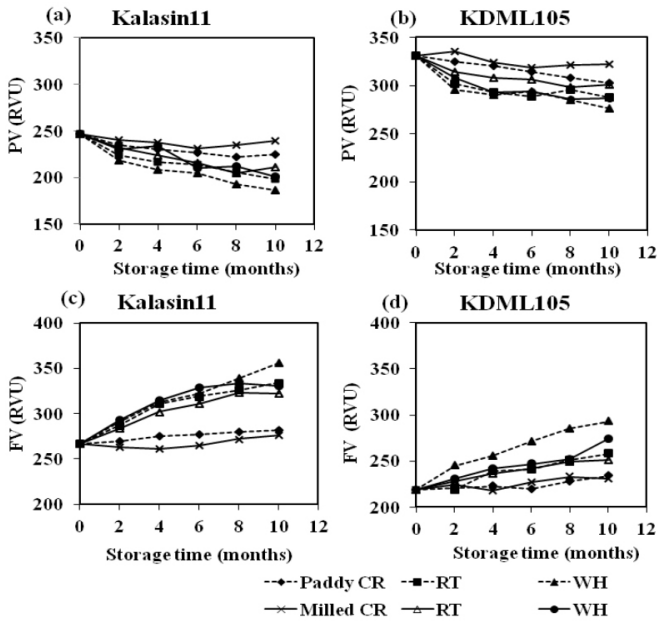 (a) Kalasin11
350
300
250
200
150
PV (RVU)
0 2 4 6 8 10 12
Storage time (months)
(b) KDML105
350
300
250
200
150
PV (RVU)
0 2 4 6 8 10 12
Storage time (months)
(c) Kalasin11
400
350
300
250
200
FV (RVU)
0 2 4 6 8 10 12
Storage time (months)
(d) KDML105
400
350
300
250
200
FV (RVU)
0 2 4 6 8 10 12
Storage time (months)
Paddy CR RT WH
Milled CR RT WH